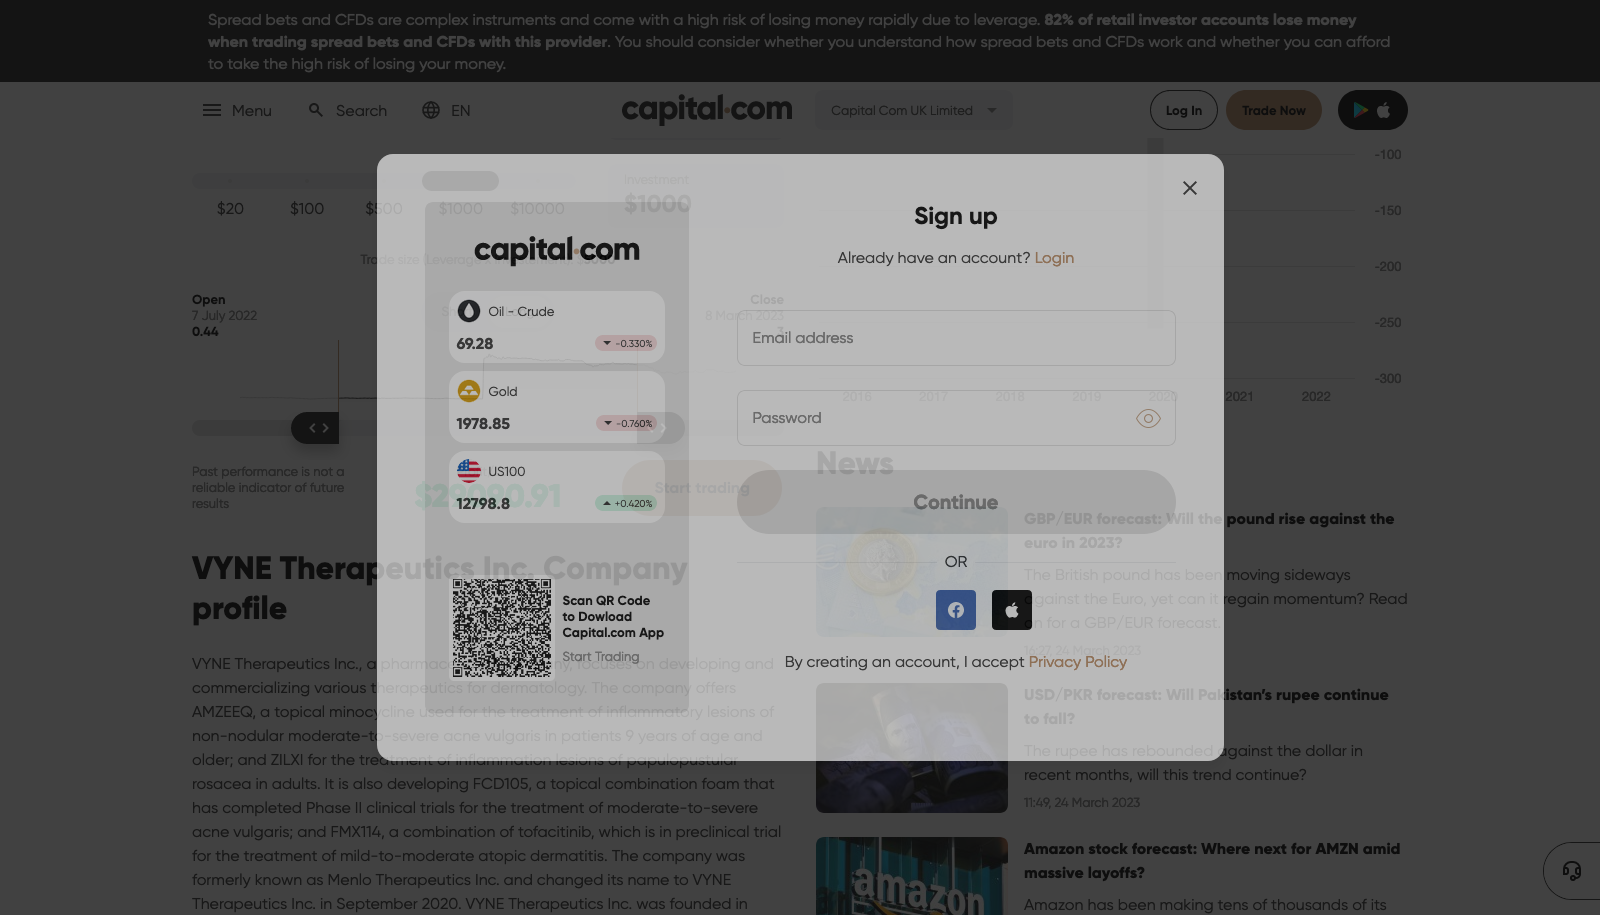 Spread bets and CFDs are complex instruments and come with a high risk of losing money rapidly due to leverage. 82% of retail investor accounts lose money
when trading spread bets and CFDs with this provider. You should consider whether you understand how spread bets and CFDs work and whether you can afford
to take the high risk of losing your money.
Menu
Search
EN
capital.com
Capital Com UK Limited
Log In
Trade Now
$20
$100
$500
$1000
$10000
Investment
$1000
Trade size (Leverage
Open
7 July 2022
0.44
Close
8 March 2023
3
-100
-150
-200
-250
-300
2016
2017
2018
2019
2020
2021
2022
Past performance is not a
reliable indicator of future
results
Start trading
capital.com
Oil - Crude
69.28
-0.330%
Gold
1978.85
-0.760%
US100
12798.8
+0.420%
Scan QR Code
to Dowload
Capital.com App
Start Trading
Sign up
Already have an account? Login
Email address
Password
Continue
OR
By creating an account, I accept Privacy Policy
VYNE Therapeutics Inc. Company
profile
VYNE Therapeutics Inc., a pharmaceutical company, focuses on developing and
commercializing various therapeutics for dermatology. The company offers
AMZEEQ, a topical minocycline used for the treatment of inflammatory lesions of
non-nodular moderate-to-severe acne vulgaris in patients 9 years of age and
older; and ZILXI for the treatment of inflammation lesions of papulopustular
rosacea in adults. It is also developing FCD105, a topical combination foam that
has completed Phase II clinical trials for the treatment of moderate-to-severe
acne vulgaris; and FMX114, a combination of tofacitinib, which is in preclinical trial
for the treatment of mild-to-moderate atopic dermatitis. The company was
formerly known as Menlo Therapeutics Inc. and changed its name to VYNE
Therapeutics Inc. in September 2020. VYNE Therapeutics Inc. was founded in
News
GBP/EUR forecast: Will the pound rise against the
euro in 2023?
The British pound has been moving sideways
against the Euro, yet can it regain momentum? Read
on for a GBP/EUR forecast.
16:27, 24 March 2023
USD/PKR forecast: Will Pakistan's rupee continue
to fall?
The rupee has rebounded against the dollar in
recent months, will this trend continue?
11:49, 24 March 2023
amazon
Amazon stock forecast: Where next for AMZN amid
massive layoffs?
Amazon has been making tens of thousands of its